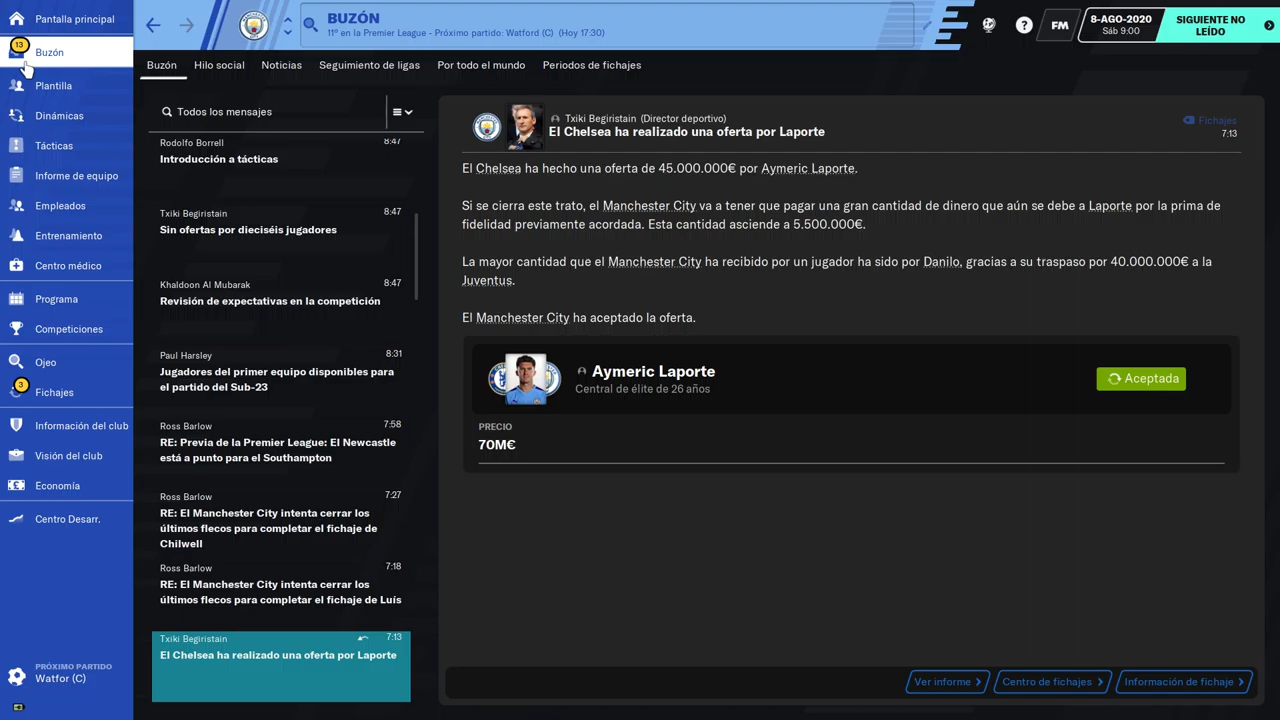 Pantalla principal
13
Buzón
Plantilla
Dinámicas
Tácticas
Informe de equipo
Empleados
Entrenamiento
Centro médico
Programa
Competiciones
Ojeo
3
Fichajes
Información del club
Visión del club
Economía
Centro Desarr.
PRÓXIMO PARTIDO
Watfor (C)
BUZÓN
11º en la Premier League - Próximo partido: Watford (C) (Hoy 17:30)
?
FM
8-AGO-2020
Sáb 9:00
SIGUIENTE NO
LEÍDO
Buzón Hilo social Noticias Seguimiento de ligas Por todo el mundo Periodos de fichajes
Todos los mensajes
Rodolfo Borrell 8:47
Introducción a tácticas
Txiki Begiristain 8:47
Sin ofertas por dieciséis jugadores
Khaldoon Al Mubarak 8:47
Revisión de expectativas en la competición
Paul Harsley 8:31
Jugadores del primer equipo disponibles para
el partido del Sub-23
Ross Barlow 7:58
RE: Previa de la Premier League: El Newcastle
está a punto para el Southampton
Ross Barlow 7:27
RE: El Manchester City intenta cerrar los
últimos flecos para completar el fichaje de
Chilwell
Ross Barlow 7:18
RE: El Manchester City intenta cerrar los
últimos flecos para completar el fichaje de Luís
Txiki Begiristain 7:13
El Chelsea ha realizado una oferta por Laporte
Txiki Begiristain (Director deportivo)
El Chelsea ha realizado una oferta por Laporte
Fichajes
7:13
El Chelsea ha hecho una oferta de 45.000.000€ por Aymeric Laporte.
Si se cierra este trato, el Manchester City va a tener que pagar una gran cantidad de dinero que aún se debe a Laporte por la prima de
fidelidad previamente acordada. Esta cantidad asciende a 5.500.000€.
La mayor cantidad que el Manchester City ha recibido por un jugador ha sido por Danilo, gracias a su traspaso por 40.000.000€ a la
Juventus.
El Manchester City ha aceptado la oferta.
Aymeric Laporte
Central de élite de 26 años
Aceptada
PRECIO
70M€
Ver informe
Centro de fichajes
Información de fichaje